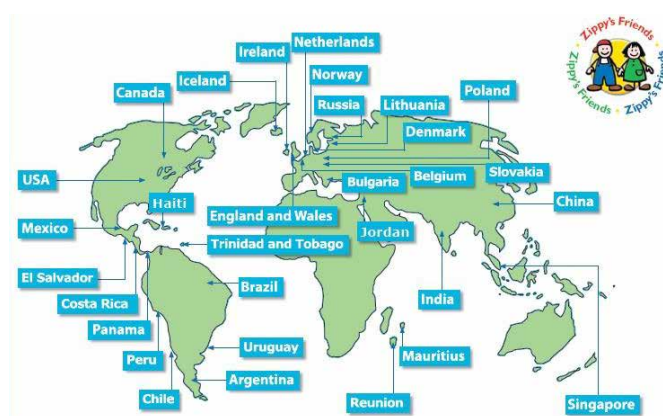 Zippy's Friends
Zippy's Friends
Zippy's Friends
Netherlands
Ireland
Norway
Iceland
Poland
Canada
Russia
Lithuania
Denmark
USA
Haiti
Bulgaria
Belgium
Slovakia
China
England and Wales
Mexico
Jordan
Trinidad and Tobago
El Salvador
Brazil
India
Costa Rica
Panama
Uruguay
Peru
Mauritius
Argentina
Chile
Reunion
Singapore